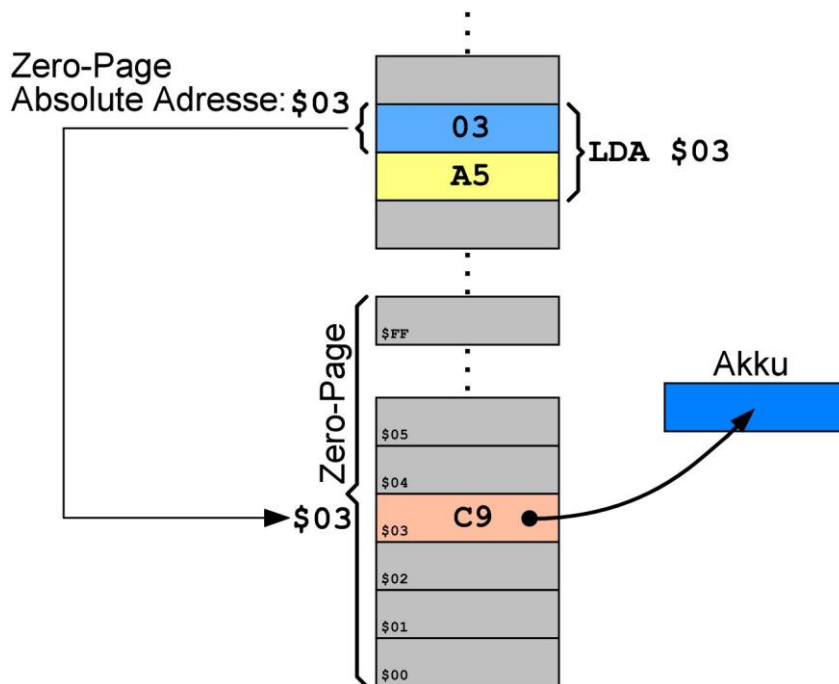 Zero-Page
Absolute Adresse: $03
03
LDA $03
A5
$FF
Zero-Page
Akku
$05
$04
$03
$03
C9
$02
$01
$00